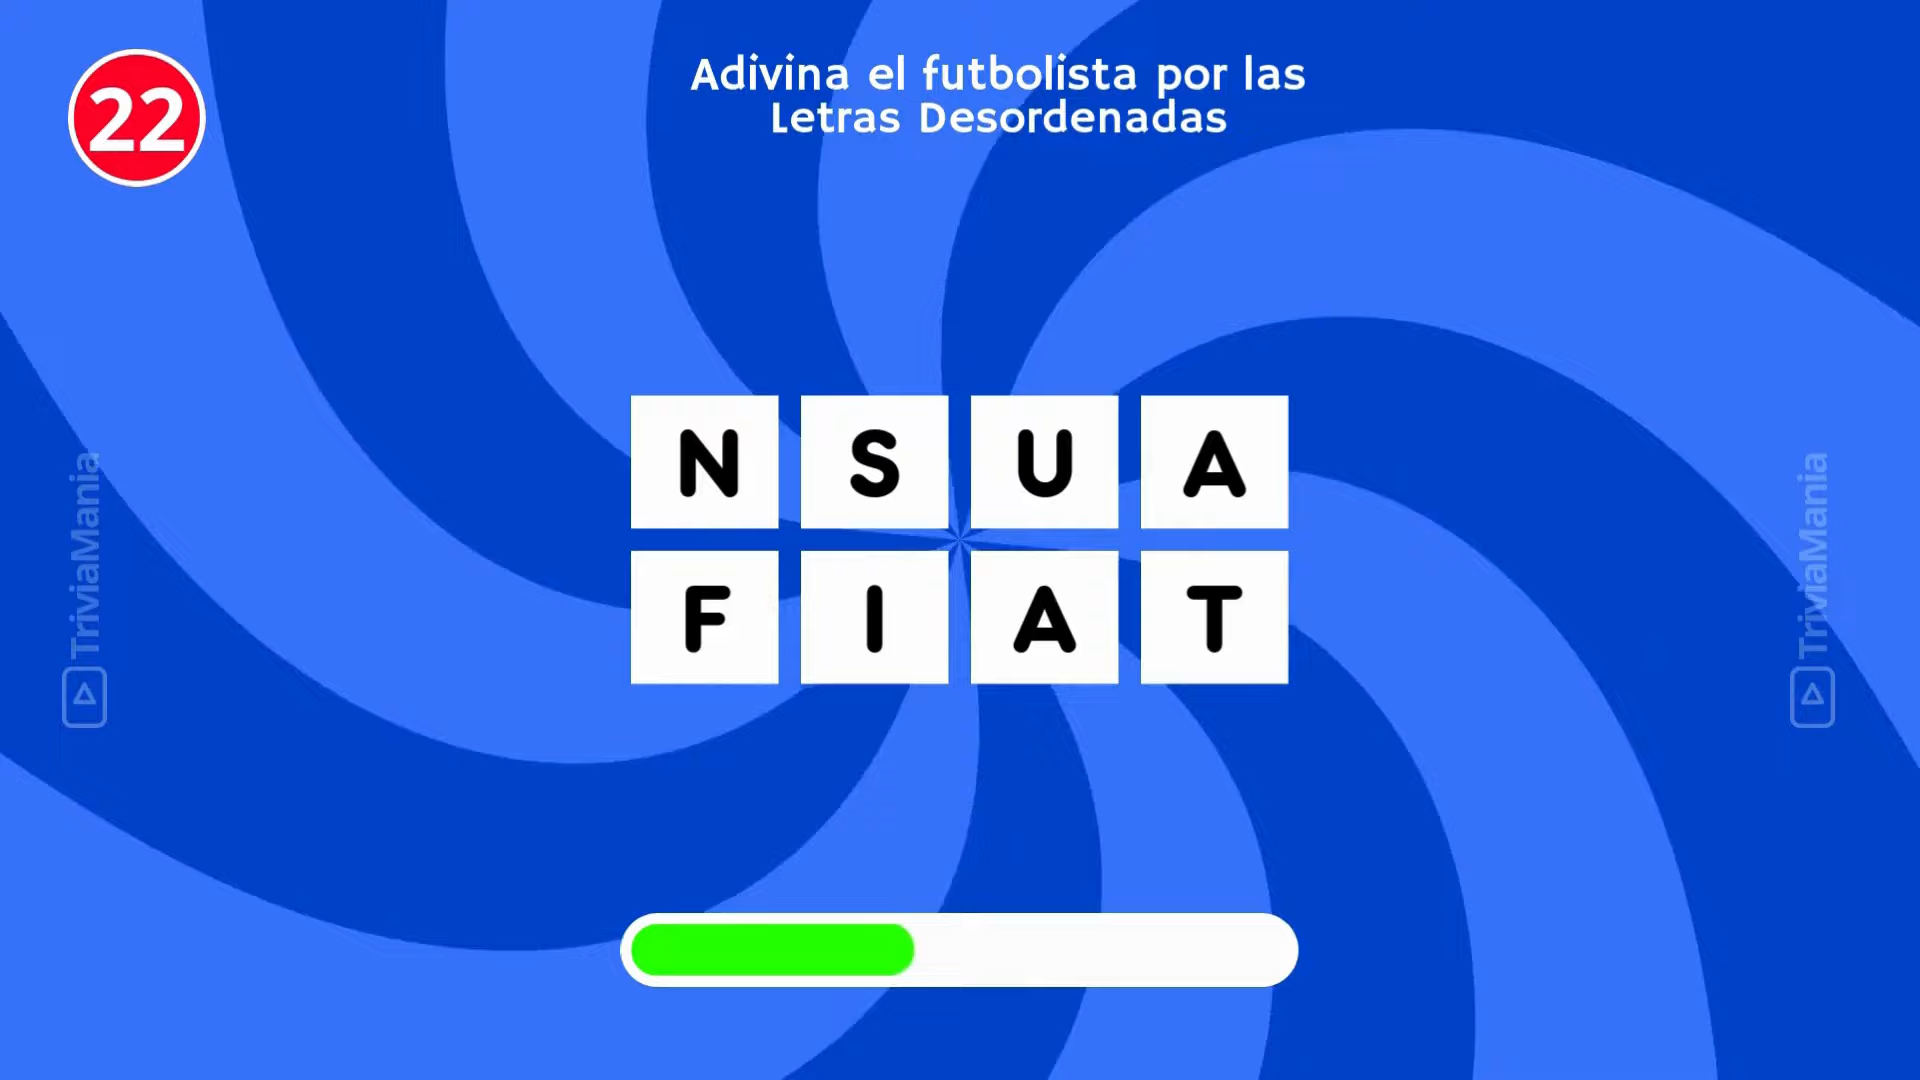 22
Adivina el futbolista por las
Letras Desordenadas
N S U A
F I A T
TriviaMania
TriviaMania